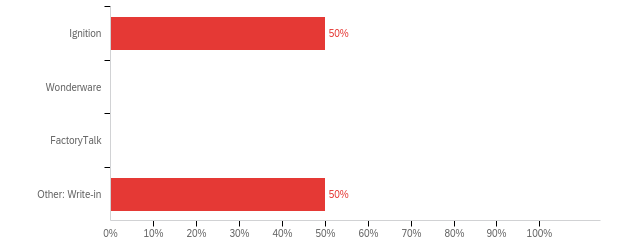 Ignition
50%
Wonderware
FactoryTalk
Other: Write-in
50%
0% 10% 20% 30% 40% 50% 60% 70% 80% 90% 100%